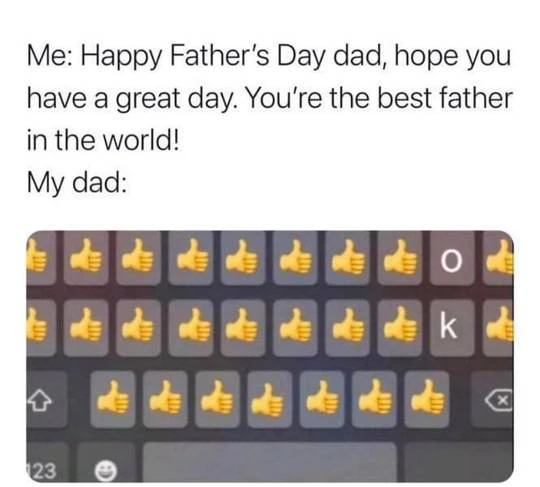 Me: Happy Father’s Day dad, hope you
have a great day. You’re the best father
in the world!
My dad:
👍 👍 👍 👍 👍 👍 👍 👍 o 👍
👍 👍 👍 👍 👍 👍 👍 👍 k 👍
👍 👍 👍 👍 👍 👍 👍
123